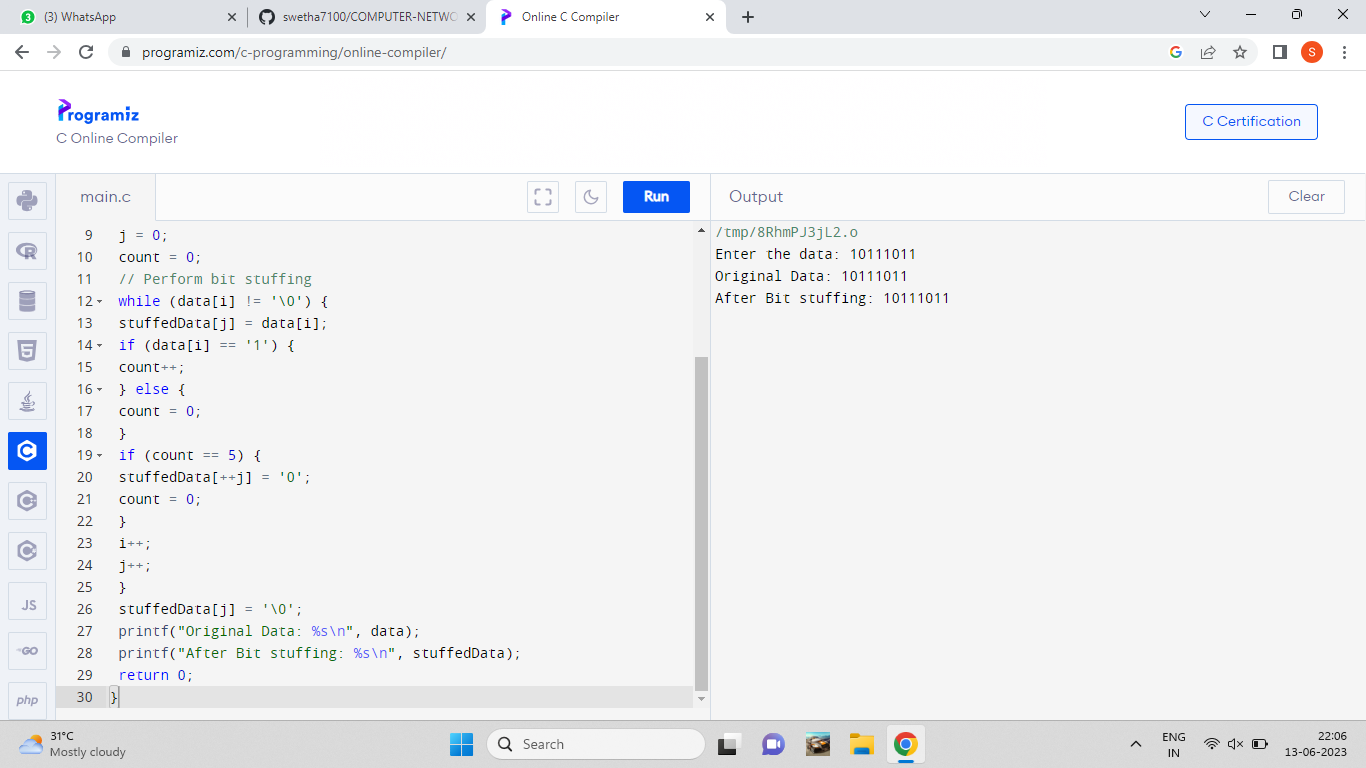 3 (3) WhatsApp
swetha7100/COMPUTER-NETWO
Online C Compiler
programiz.com/c-programming/online-compiler/
S
Programiz
C Online Compiler
C Certification
main.c
Run
Output
Clear
9 j = 0;
10 count = 0;
11 // Perform bit stuffing
12 while (data[i] != '\0') {
13 stuffedData[j] = data[i];
14 if (data[i] == '1') {
15 count++;
16 } else {
17 count = 0;
18 }
19 if (count == 5) {
20 stuffedData[++j] = '0';
21 count = 0;
22 }
23 i++;
24 j++;
25 }
26 stuffedData[j] = '\0';
27 printf("Original Data: %s\n", data);
28 printf("After Bit stuffing: %s\n", stuffedData);
29 return 0;
30 }
/tmp/8RhmPJ3jL2.o
Enter the data: 10111011
Original Data: 10111011
After Bit stuffing: 10111011
R
5
C
C
C
JS
GO
php
31°C
Mostly cloudy
Search
ENG
IN
22:06
13-06-2023